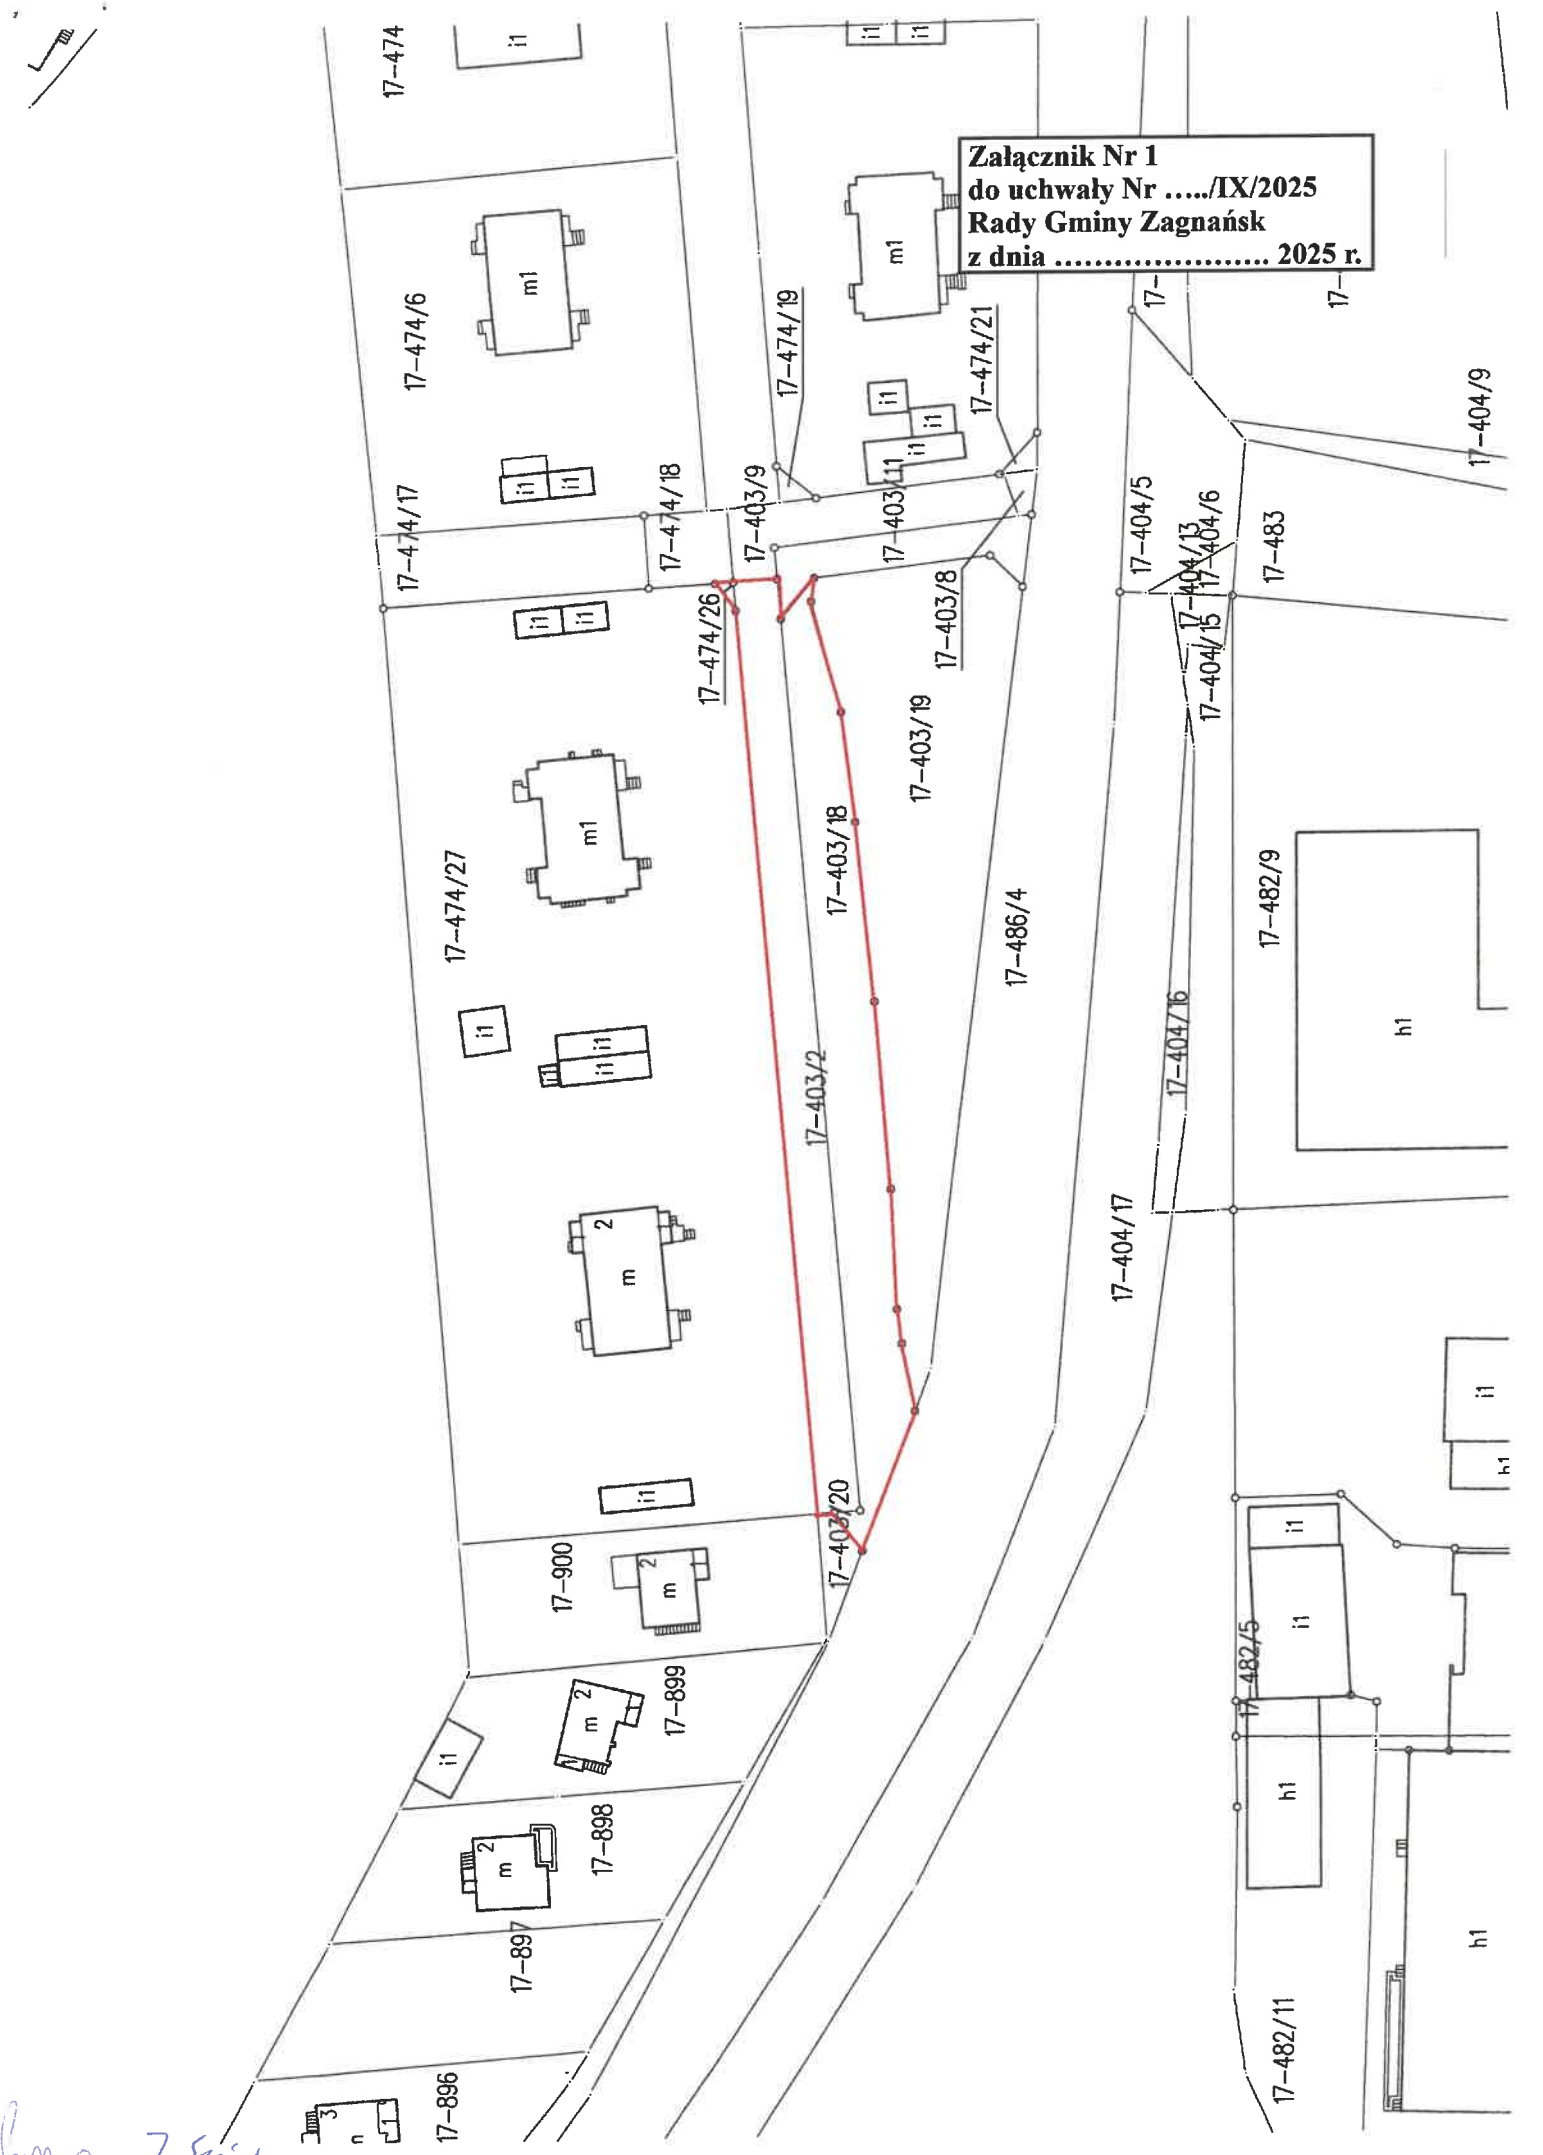 Załącznik Nr 1
do uchwały Nr …../IX/2025
Rady Gminy Zagnańsk
z dnia ...................... 2025 r.
17-474
i1
i1
i1
17-474/6
m1
m1
17-474/19
17-474/21
17-
17-
i1
i1
i1
i1
i1
17-474/17
17-474/18
17-403/9
17-403/11
17-404/9
17-404/5
17-404/6
17-404/13
17-483
17-404/15
i1
i1
17-474/26
17-403/8
17-403/19
m1
17-474/27
17-403/18
17-486/4
17-482/9
h1
i1
i1
i1
i1
17-403/2
17-404/16
17-404/17
2
m
i1
h1
i1
17-403/20
i1
17-900
2
m
i1
17-482/5
17-899
2
m
i1
h1
17-898
2
m
17-897
h1
17-482/11
17-896
3
n
1